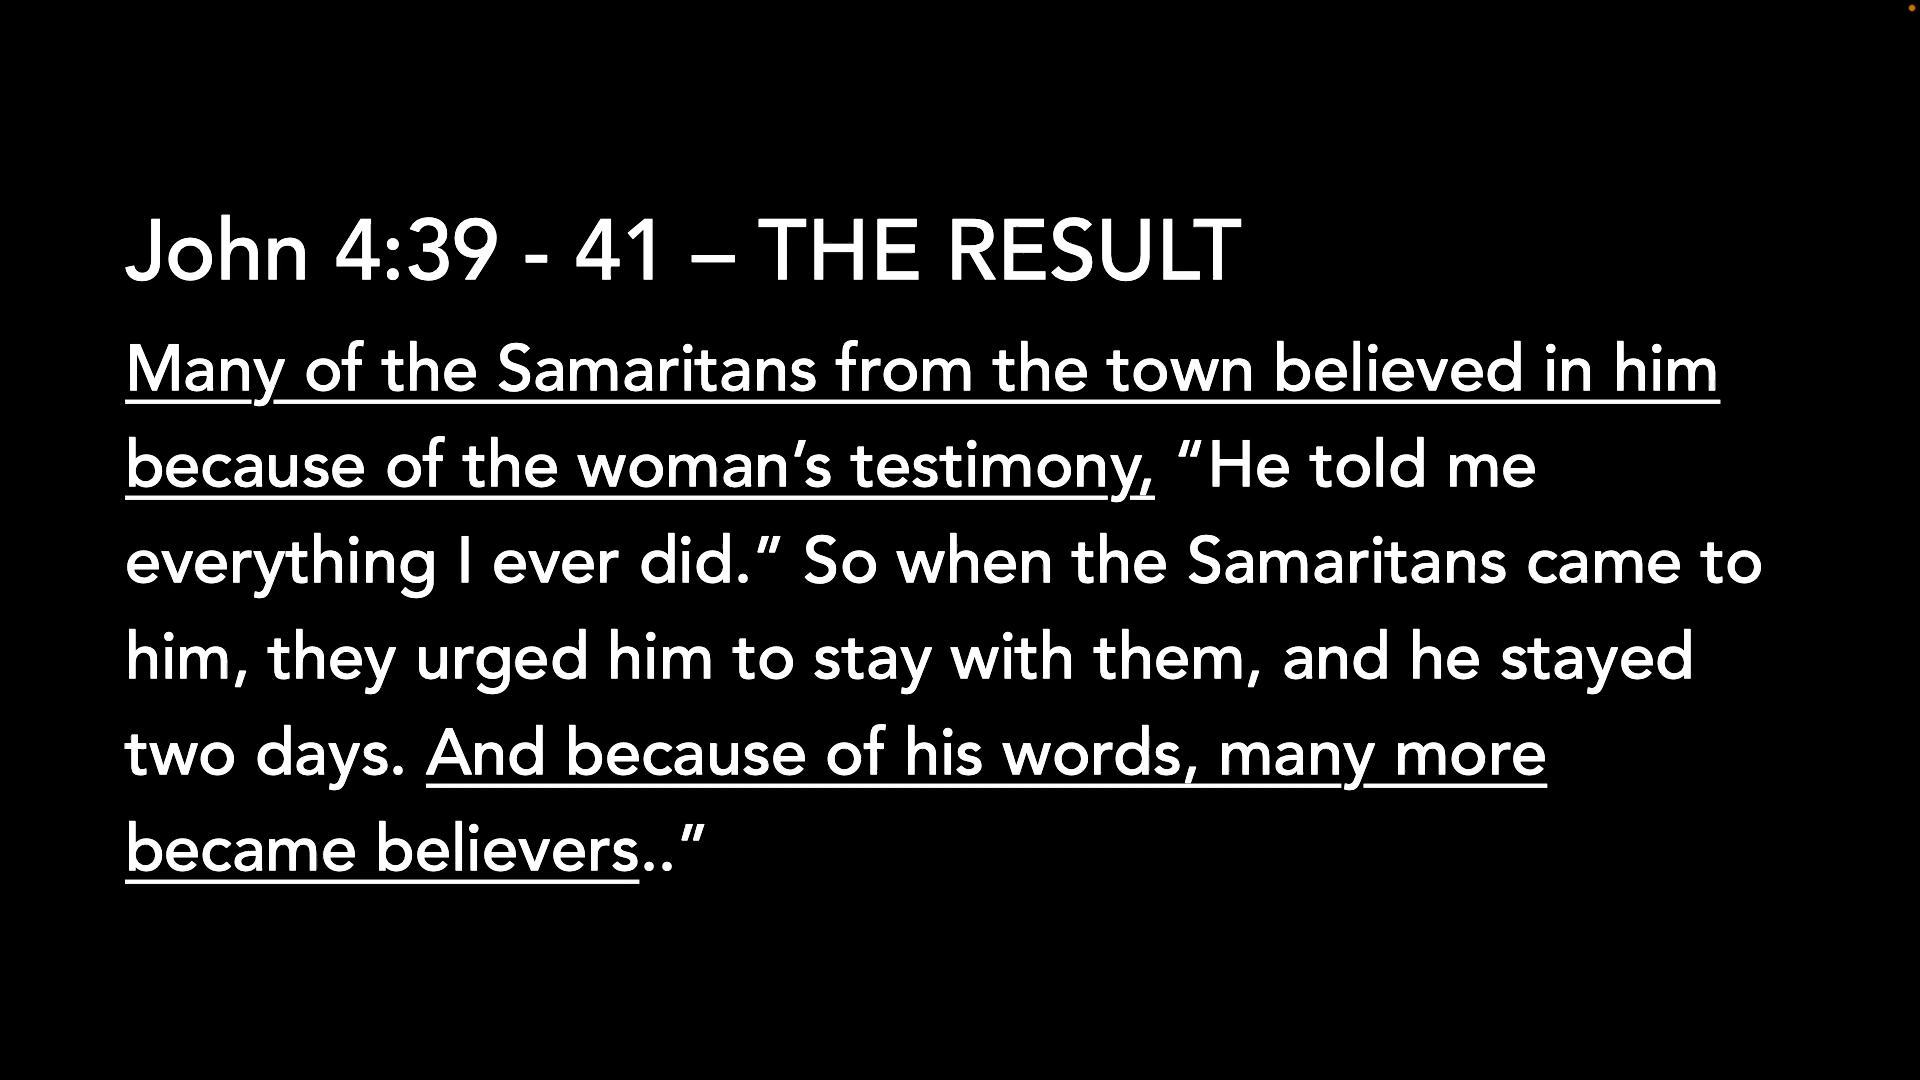 John 4:39 - 41 – THE RESULT
Many of the Samaritans from the town believed in him
because of the woman’s testimony, “He told me
everything I ever did.” So when the Samaritans came to
him, they urged him to stay with them, and he stayed
two days. And because of his words, many more
became believers..”